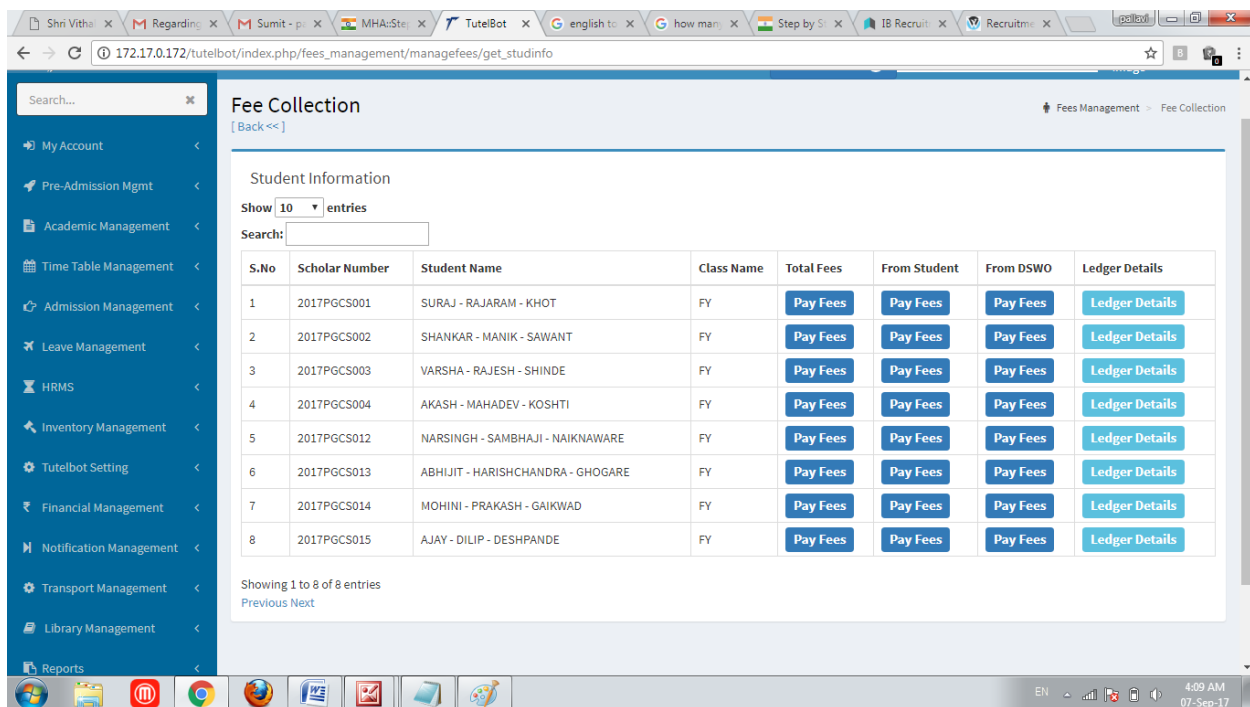 Shri Vithal
Regarding
Sumit - pa
MHA::Step
TutelBot
english to
how many
Step by St
IB Recruit
Recruitme
pallavi
172.17.0.172/tutelbot/index.php/fees_management/managefees/get_studinfo
Search...
Fee Collection
Fees Management > Fee Collection
[ Back << ]
My Account
Pre-Admission Mgmt
Academic Management
Time Table Management
Admission Management
Leave Management
HRMS
Inventory Management
Tutelbot Setting
Financial Management
Notification Management
Transport Management
Library Management
Reports
Student Information
Show 10 entries
Search:
S.No Scholar Number Student Name Class Name Total Fees From Student From DSWO Ledger Details
1 2017PGCS001 SURAJ - RAJARAM - KHOT FY Pay Fees Pay Fees Pay Fees Ledger Details
2 2017PGCS002 SHANKAR - MANIK - SAWANT FY Pay Fees Pay Fees Pay Fees Ledger Details
3 2017PGCS003 VARSHA - RAJESH - SHINDE FY Pay Fees Pay Fees Pay Fees Ledger Details
4 2017PGCS004 AKASH - MAHADEV - KOSHTI FY Pay Fees Pay Fees Pay Fees Ledger Details
5 2017PGCS012 NARSINGH - SAMBHAJI - NAIKNAWARE FY Pay Fees Pay Fees Pay Fees Ledger Details
6 2017PGCS013 ABHIJIT - HARISHCHANDRA - GHOGARE FY Pay Fees Pay Fees Pay Fees Ledger Details
7 2017PGCS014 MOHINI - PRAKASH - GAIKWAD FY Pay Fees Pay Fees Pay Fees Ledger Details
8 2017PGCS015 AJAY - DILIP - DESHPANDE FY Pay Fees Pay Fees Pay Fees Ledger Details
Showing 1 to 8 of 8 entries
Previous Next
EN
4:09 AM
07-Sep-17